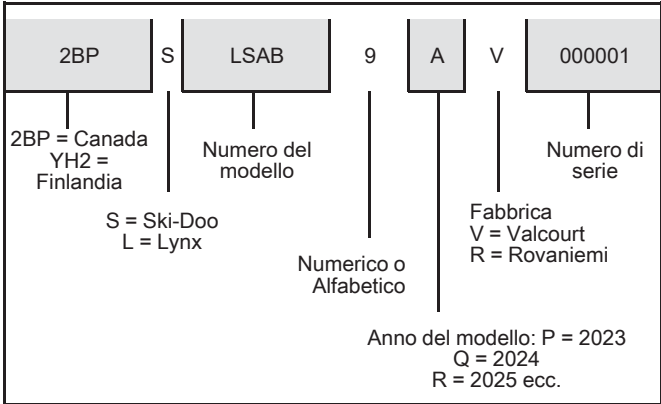 2BP S LSAB 9 A V 000001
2BP = Canada
YH2 =
Finlandia
S = Ski-Doo
L = Lynx
Numero del
modello
Numerico o
Alfabetico
Anno del modello: P = 2023
Q = 2024
R = 2025 ecc.
Fabbrica
V = Valcourt
R = Rovaniemi
Numero di
serie